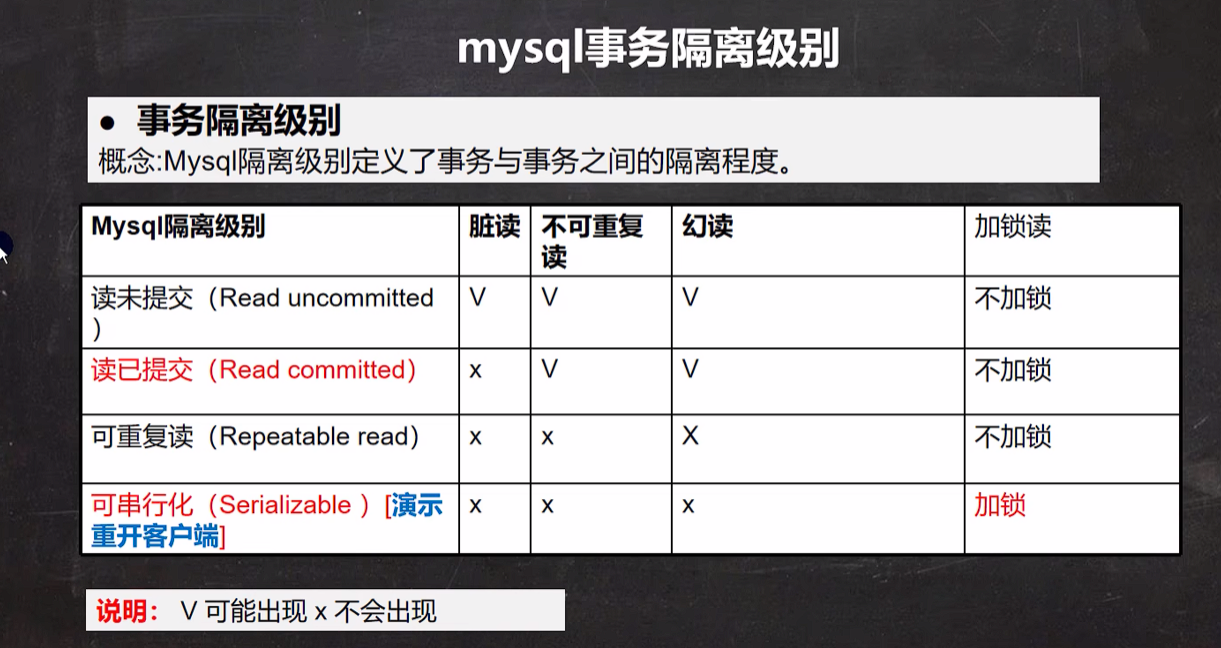 mysql事务隔离级别
● 事务隔离级别
概念:Mysql隔离级别定义了事务与事务之间的隔离程度。
Mysql隔离级别 脏读 不可重复 幻读 加锁读
读
读未提交（Read uncommitted V V V 不加锁
）
读已提交（Read committed） x V V 不加锁
可重复读（Repeatable read） x x X 不加锁
可串行化（Serializable ）[演示 x x x 加锁
重开客户端]
说明： V 可能出现 x 不会出现